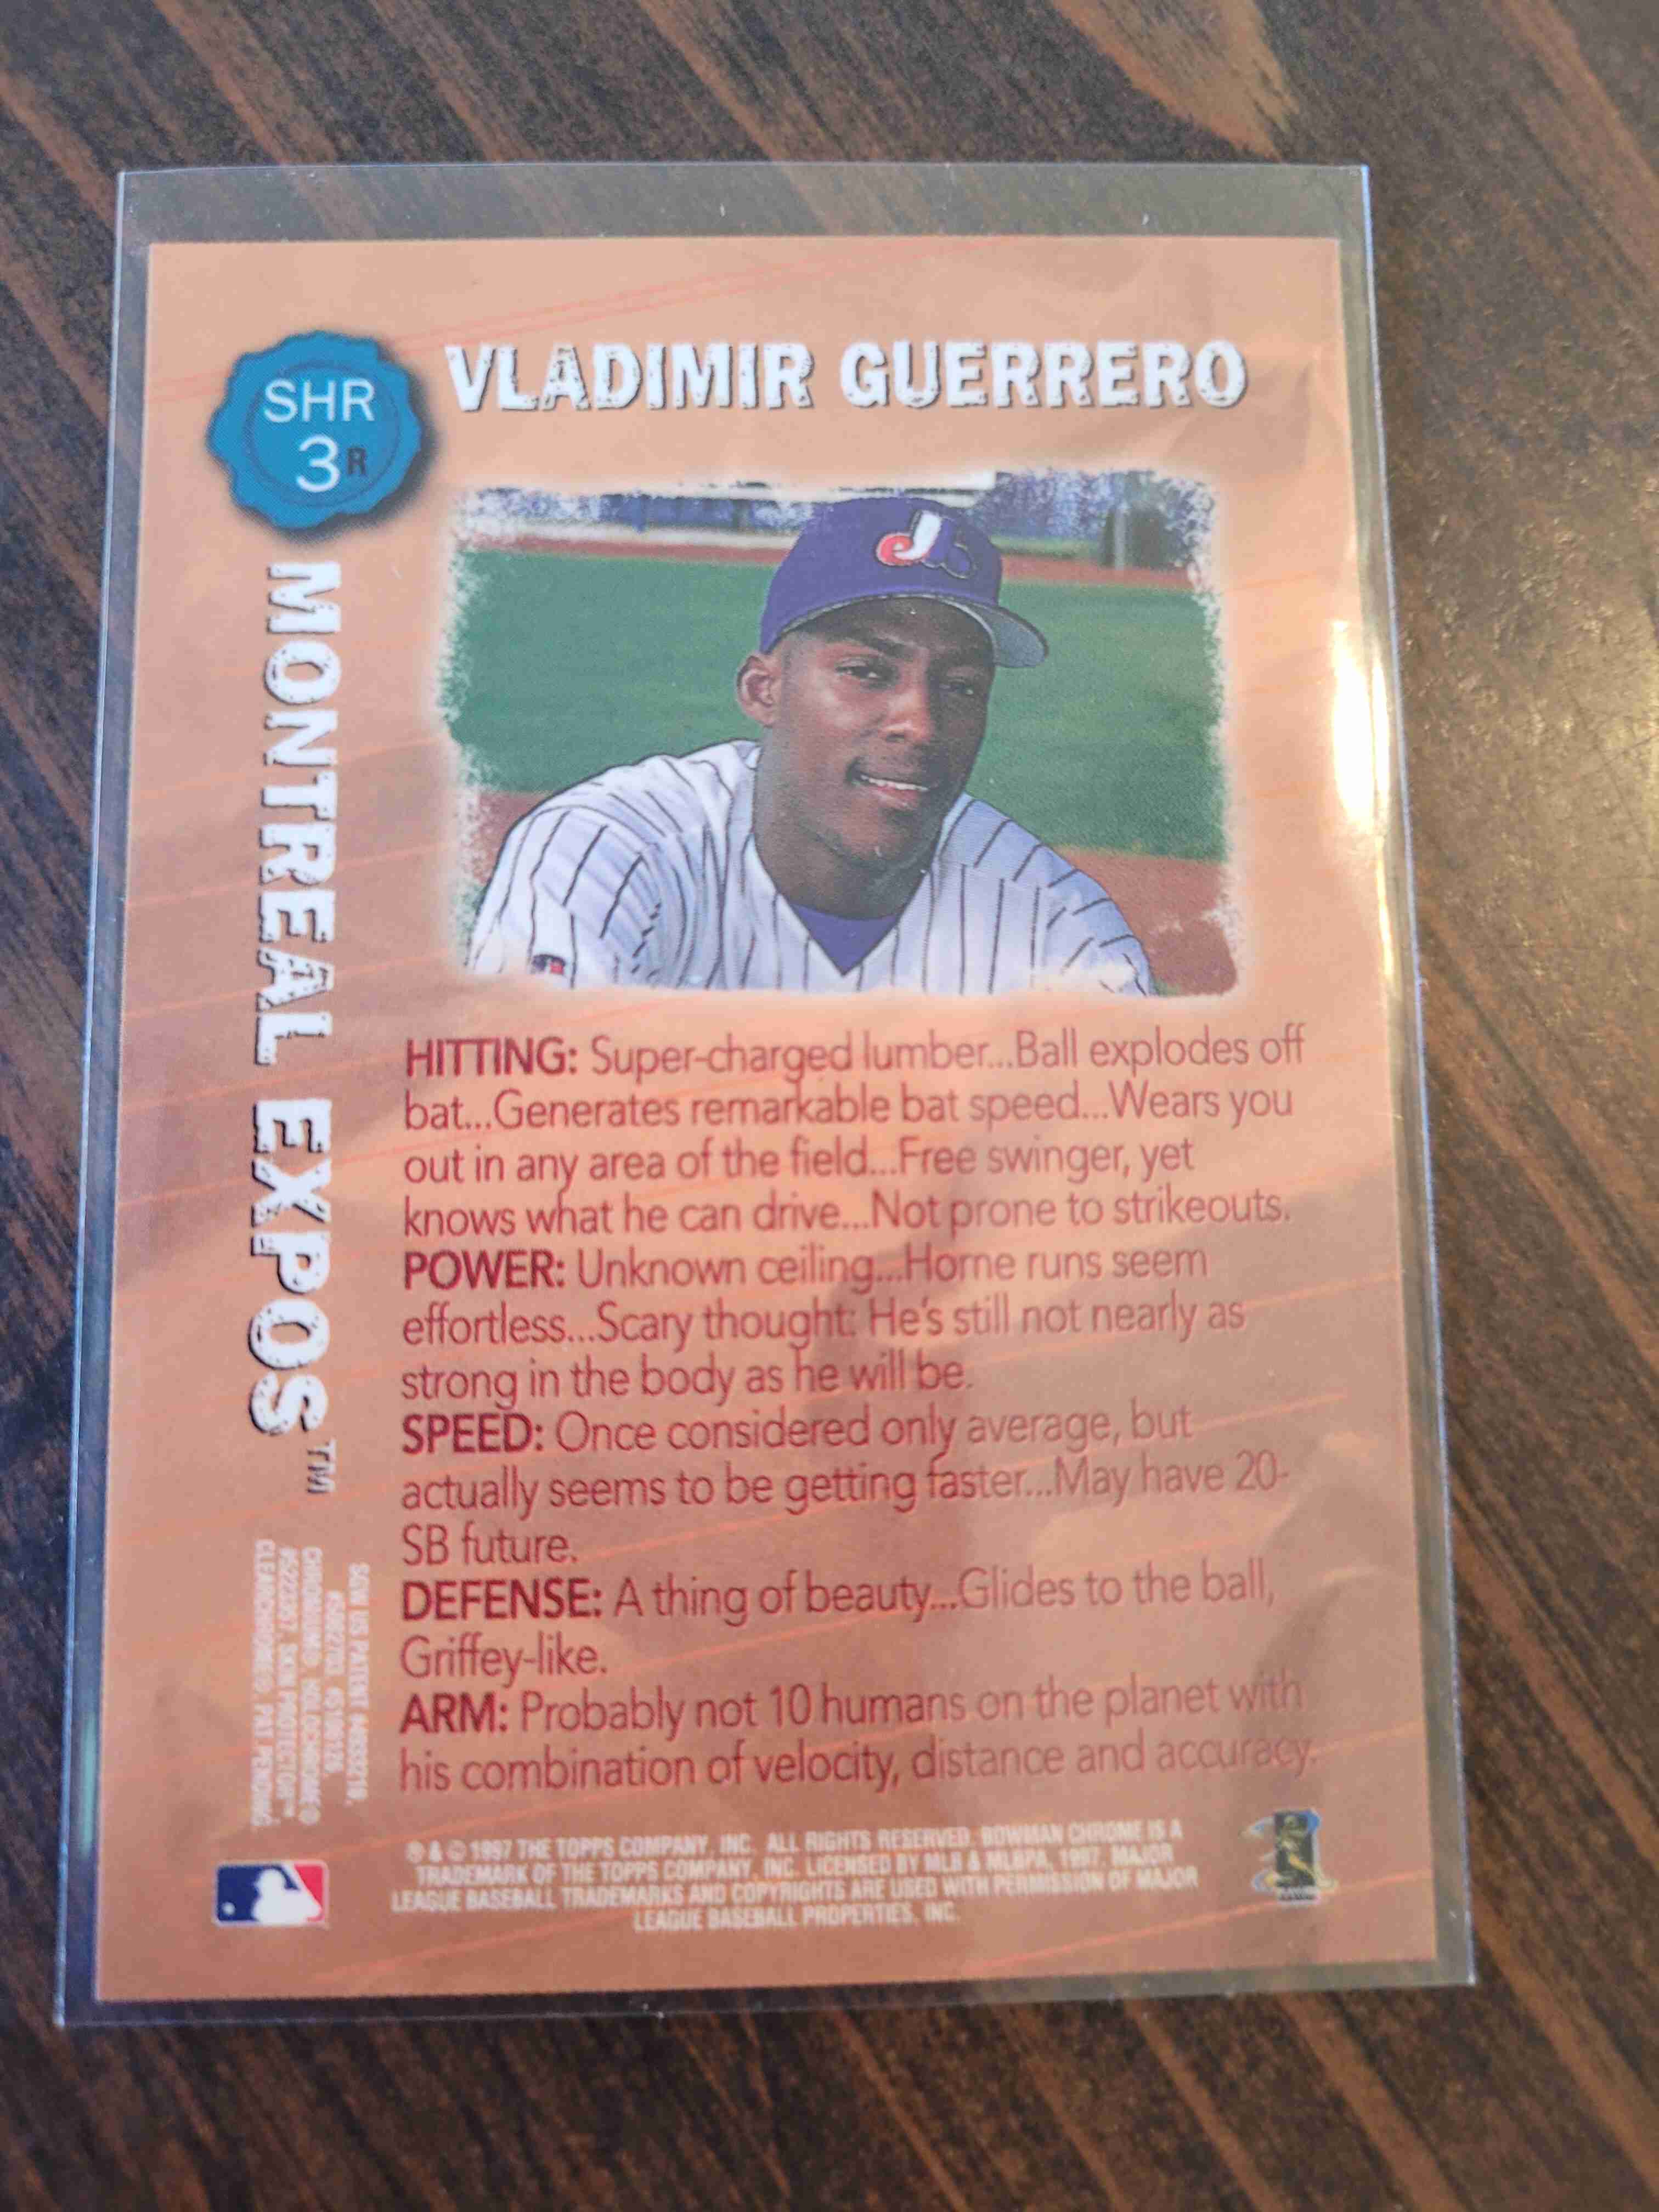 SHR
3R
VLADIMIR GUERRERO
MONTREAL EXPOS™
HITTING: Super-charged lumber...Ball explodes off
bat...Generates remarkable bat speed...Wears you
out in any area of the field...Free swinger, yet
knows what he can drive...Not prone to strikeouts.
POWER: Unknown ceiling...Home runs seem
effortless...Scary thought: He's still not nearly as
strong in the body as he will be.
SPEED: Once considered only average, but
actually seems to be getting faster...May have 20-
SB future.
DEFENSE: A thing of beauty...Glides to the ball,
Griffey-like.
ARM: Probably not 10 humans on the planet with
his combination of velocity, distance and accuracy.
CHROMIUM®, HOLOCHROME®
SKIN PROTECTOR™,
CLEARCHROME®, PAT. PENDING
® & © 1997 THE TOPPS COMPANY, INC. ALL RIGHTS RESERVED. BOWMAN CHROME IS A
TRADEMARK OF THE TOPPS COMPANY, INC. LICENSED BY MLB & MLBPA, 1997. MAJOR
LEAGUE BASEBALL TRADEMARKS AND COPYRIGHTS ARE USED WITH PERMISSION OF MAJOR
LEAGUE BASEBALL PROPERTIES, INC.